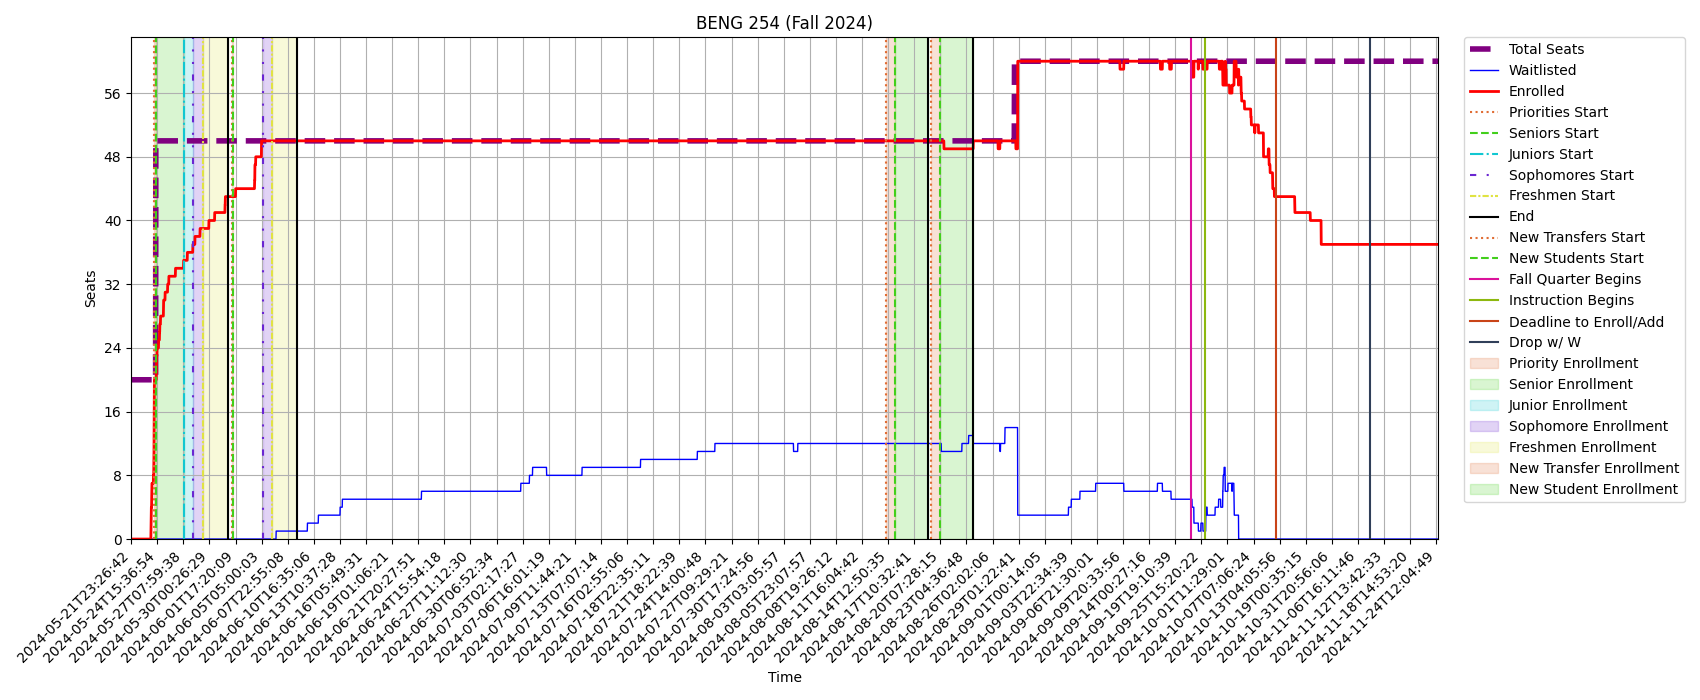 BENG 254 (Fall 2024)
Seats
56
48
40
32
24
16
8
0
2024-05-21T23:26:42
2024-05-24T15:36:54
2024-05-27T07:59:38
2024-05-30T00:26:29
2024-06-01T17:20:09
2024-06-05T05:00:03
2024-06-07T22:55:08
2024-06-10T16:35:06
2024-06-13T10:37:28
2024-06-16T05:49:31
2024-06-19T01:06:21
2024-06-21T20:27:51
2024-06-24T15:54:18
2024-06-27T11:12:30
2024-06-30T06:52:34
2024-07-03T02:17:27
2024-07-06T16:01:19
2024-07-09T11:44:21
2024-07-13T07:07:14
2024-07-16T02:55:06
2024-07-18T22:35:11
2024-07-21T18:22:39
2024-07-24T14:00:48
2024-07-27T09:29:21
2024-07-30T17:24:56
2024-08-03T03:05:57
2024-08-05T23:07:57
2024-08-08T19:26:12
2024-08-11T16:04:42
2024-08-14T12:50:35
2024-08-17T10:32:41
2024-08-20T07:28:15
2024-08-23T04:36:48
2024-08-26T02:02:06
2024-08-29T01:22:41
2024-09-01T00:14:05
2024-09-03T22:34:39
2024-09-06T21:30:01
2024-09-09T20:33:56
2024-09-14T00:27:16
2024-09-19T19:10:39
2024-09-25T15:20:22
2024-10-01T11:29:01
2024-10-07T07:06:24
2024-10-13T04:05:56
2024-10-19T00:35:15
2024-10-31T20:56:06
2024-11-06T16:11:46
2024-11-12T13:42:33
2024-11-18T14:53:20
2024-11-24T12:04:49
Time
Total Seats
Waitlisted
Enrolled
Priorities Start
Seniors Start
Juniors Start
Sophomores Start
Freshmen Start
End
New Transfers Start
New Students Start
Fall Quarter Begins
Instruction Begins
Deadline to Enroll/Add
Drop w/ W
Priority Enrollment
Senior Enrollment
Junior Enrollment
Sophomore Enrollment
Freshmen Enrollment
New Transfer Enrollment
New Student Enrollment